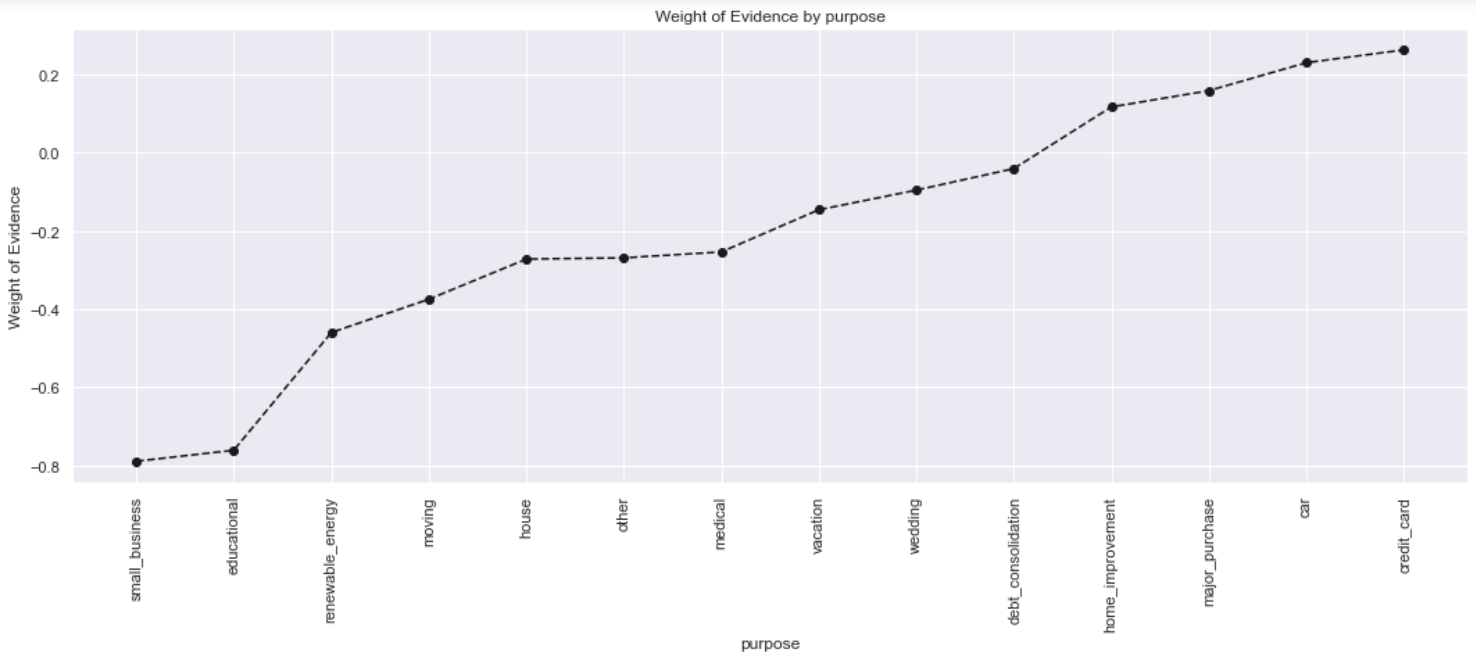 Weight of Evidence by purpose
Weight of Evidence
0.2
0.0
−0.2
−0.4
−0.6
−0.8
small_business
educational
renewable_energy
moving
house
other
medical
vacation
wedding
debt_consolidation
home_improvement
major_purchase
car
credit_card
purpose